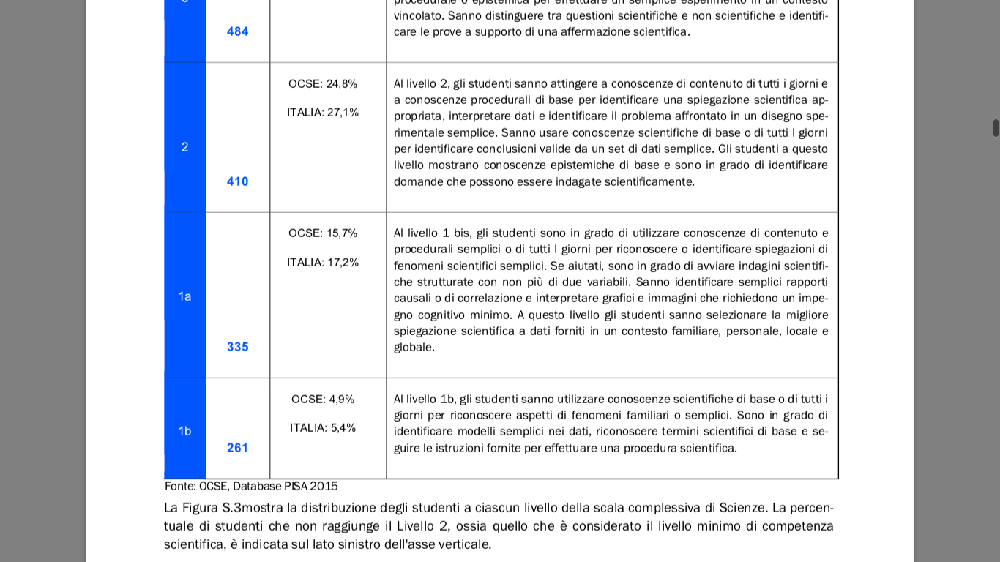 vincolato. Sanno distinguere tra questioni scientifiche e non scientifiche e identifi-
484
care le prove a supporto di una affermazione scientifica.
2
410
OCSE: 24,8%
ITALIA: 27,1%
Al livello 2, gli studenti sanno attingere a conoscenze di contenuto di tutti i giorni e
a conoscenze procedurali di base per identificare una spiegazione scientifica ap-
propriata, interpretare dati e identificare il problema affrontato in un disegno spe-
rimentale semplice. Sanno usare conoscenze scientifiche di base o di tutti I giorni
per identificare conclusioni valide da un set di dati semplice. Gli studenti a questo
livello mostrano conoscenze epistemiche di base e sono in grado di identificare
domande che possono essere indagate scientificamente.
1a
335
OCSE: 15,7%
ITALIA: 17,2%
Al livello 1 bis, gli studenti sono in grado di utilizzare conoscenze di contenuto e
procedurali semplici o di tutti I giorni per riconoscere o identificare spiegazioni di
fenomeni scientifici semplici. Se aiutati, sono in grado di avviare indagini scientifi-
che strutturate con non più di due variabili. Sanno identificare semplici rapporti
causali o di correlazione e interpretare grafici e immagini che richiedono un impe-
gno cognitivo minimo. A questo livello gli studenti sanno selezionare la migliore
spiegazione scientifica a dati forniti in un contesto familiare, personale, locale e
globale.
1b
261
OCSE: 4,9%
ITALIA: 5,4%
Al livello 1b, gli studenti sanno utilizzare conoscenze scientifiche di base o di tutti i
giorni per riconoscere aspetti di fenomeni familiari o semplici. Sono in grado di
identificare modelli semplici nei dati, riconoscere termini scientifici di base e se-
guire le istruzioni fornite per effettuare una procedura scientifica.
Fonte: OCSE, Database PISA 2015
La Figura S.3mostra la distribuzione degli studenti a ciascun livello della scala complessiva di Scienze. La percen-
tuale di studenti che non raggiunge il Livello 2, ossia quello che è considerato il livello minimo di competenza
scientifica, è indicata sul lato sinistro dell'asse verticale.